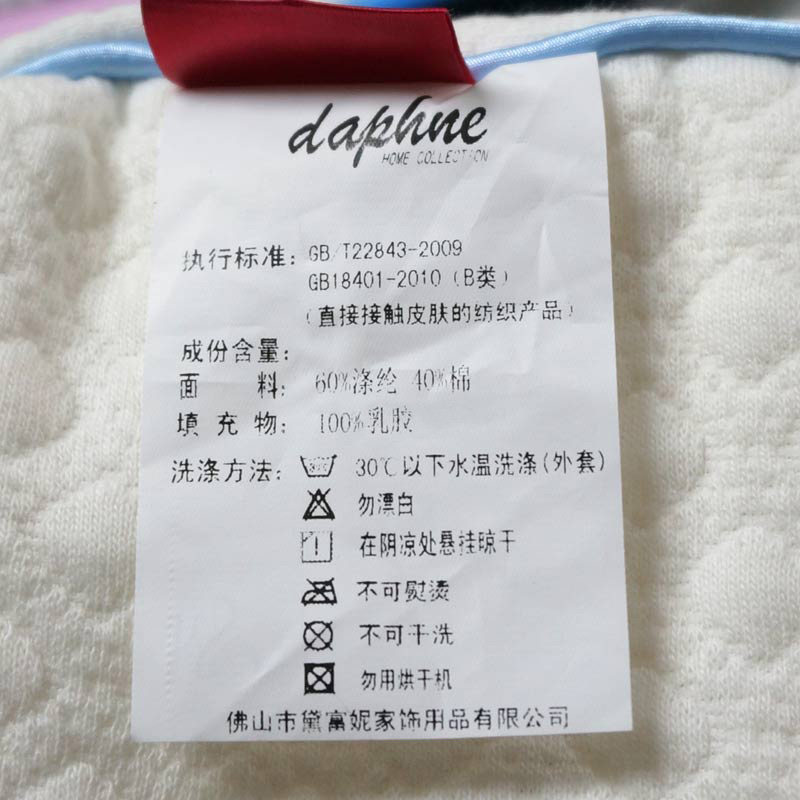 daphne
HOME COLLECTION
执行标准: GB/T22843-2009
GB18401-2010 (B类)
(直接接触皮肤的纺织产品)
成份含量:
面 料: 60%涤纶 40%棉
填充物: 100%乳胶
洗涤方法: 30℃以下水温洗涤(外套)
勿漂白
在阴凉处悬挂晾干
不可熨烫
不可干洗
勿用烘干机
佛山市黛富妮家饰用品有限公司